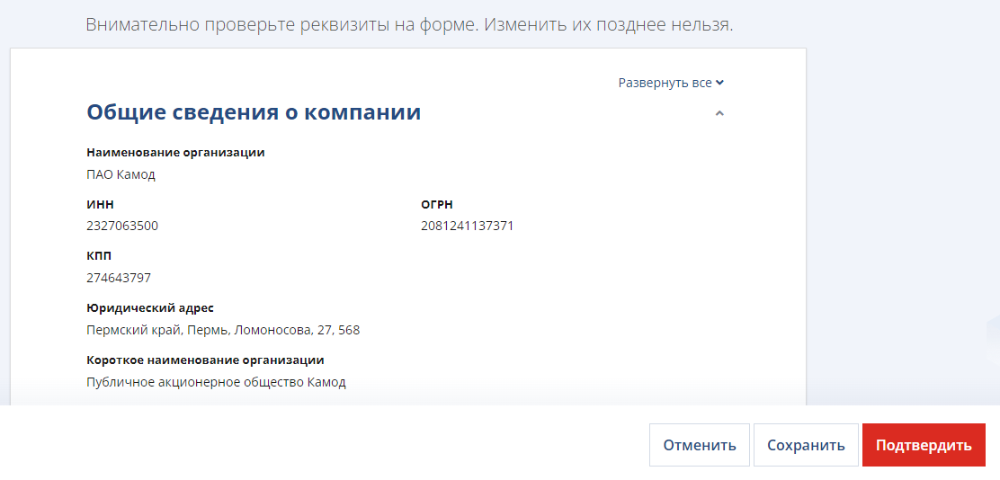 Внимательно проверьте реквизиты на форме. Изменить их позднее нельзя.
Развернуть все
Общие сведения о компании
Наименование организации
ПАО Камод
ИНН
ОГРН
2327063500
2081241137371
КПП
274643797
Юридический адрес
Пермский край, Пермь, Ломоносова, 27, 568
Короткое наименование организации
Публичное акционерное общество Камод
Отменить
Сохранить
Подтвердить